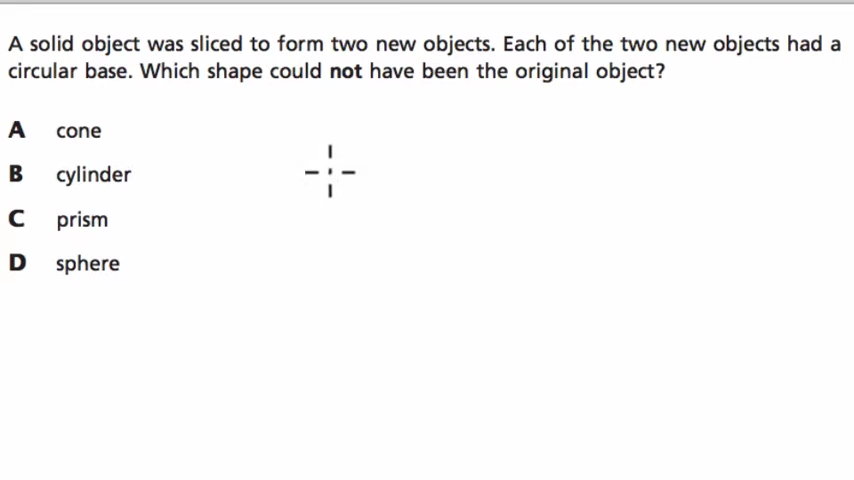 A solid object was sliced to form two new objects. Each of the two new objects had a
circular base. Which shape could not have been the original object?
A cone
B cylinder
C prism
D sphere